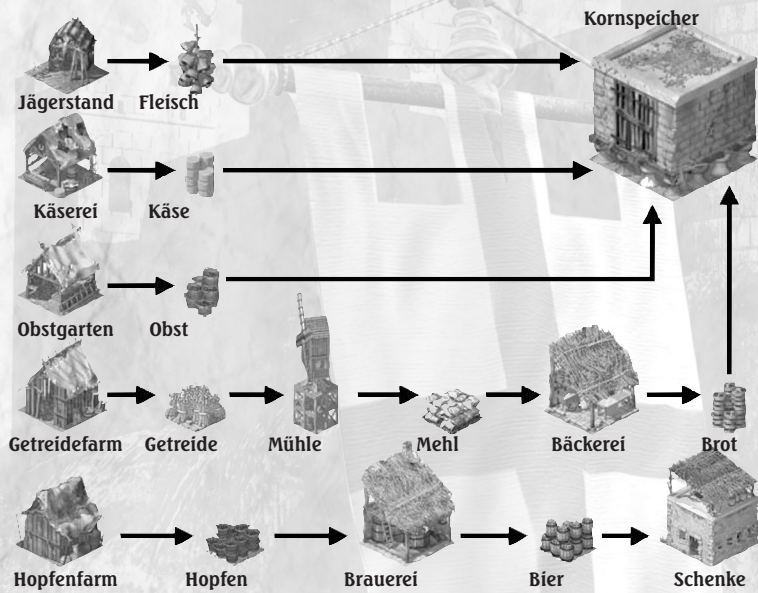 Kornspeicher
Jägerstand Fleisch
Käserei Käse
Obstgarten Obst
Getreidefarm Getreide Mühle Mehl Bäckerei Brot
Hopfenfarm Hopfen Brauerei Bier Schenke